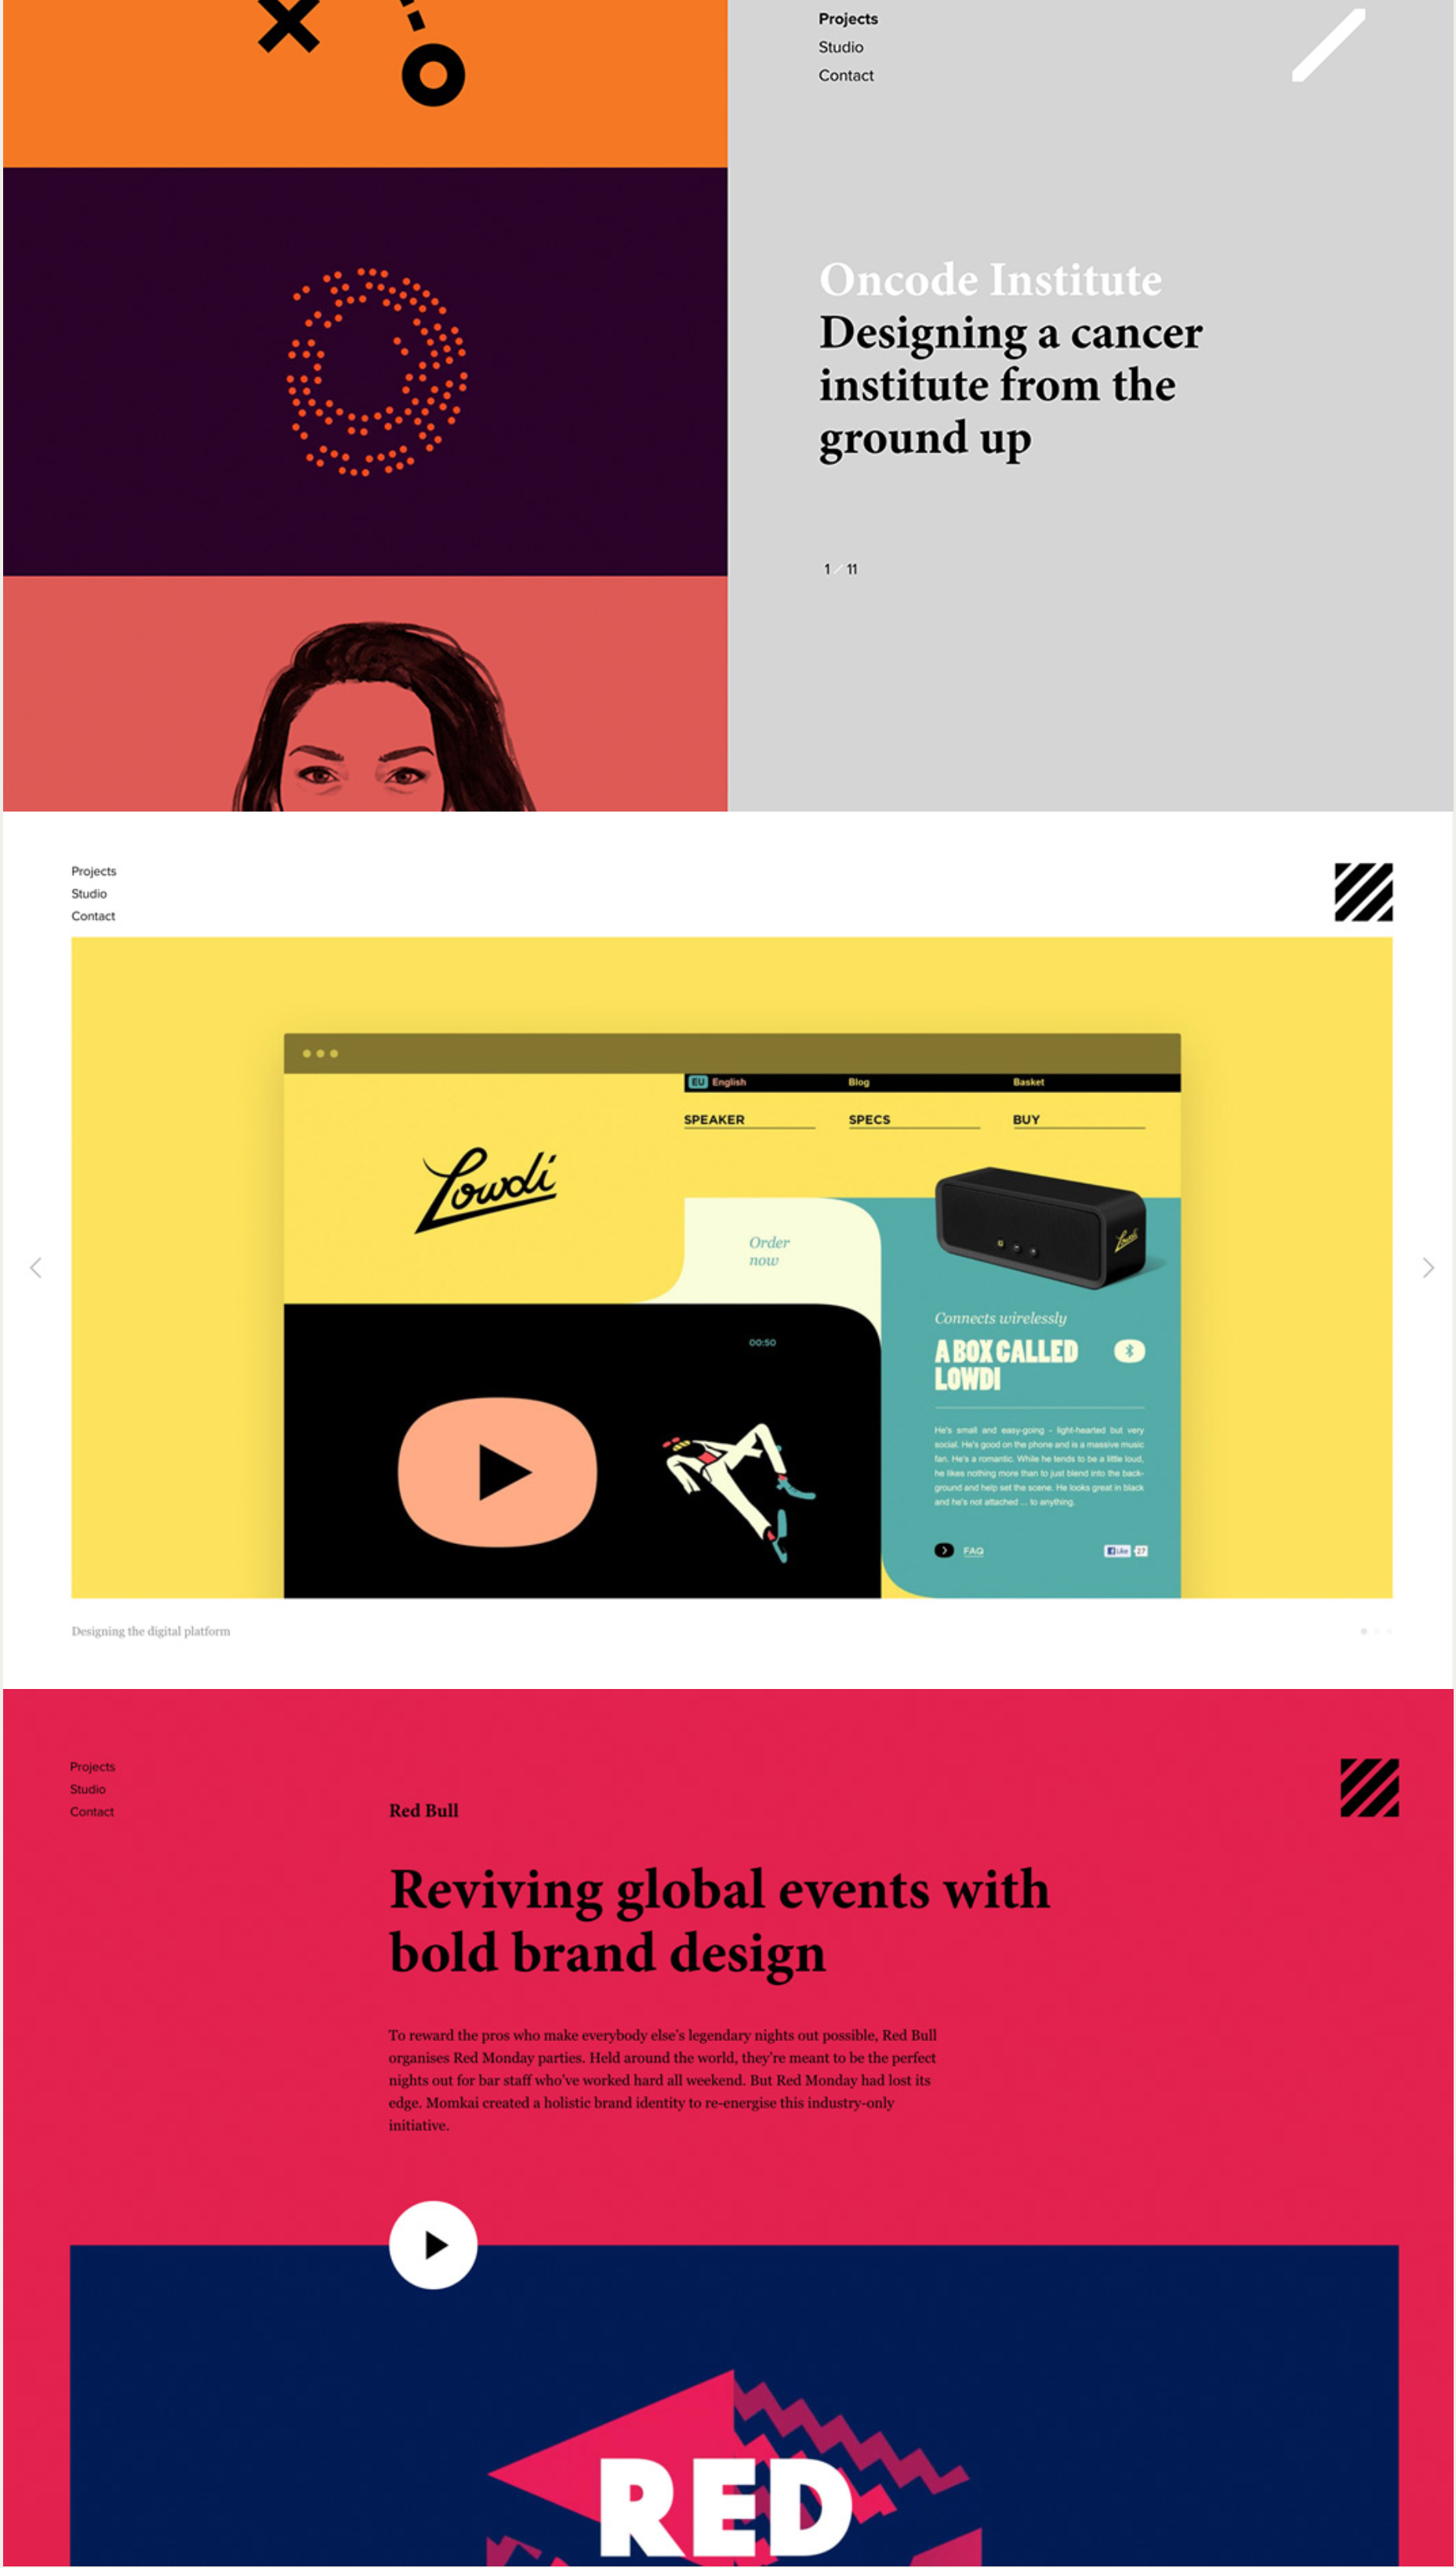 Projects
Studio
Contact
Oncode Institute
Designing a cancer
institute from the
ground up
1 / 11
Projects
Studio
Contact
EU English
Blog
Basket
SPEAKER
SPECS
BUY
Lowdi
Lowdi
Order
now
Connects wirelessly
A BOX CALLED
LOWDI
00:50
He's small and easy-going - light-hearted but very
social. He's good on the phone and is a massive music
fan. He's a romantic. While he tends to be a little loud,
he likes nothing more than to just blend into the back-
ground and help set the scene. He looks great in black
and he's not attached ... to anything.
FAQ
Like 27
Designing the digital platform
Projects
Studio
Contact
Red Bull
Reviving global events with
bold brand design
To reward the pros who make everybody else's legendary nights out possible, Red Bull
organises Red Monday parties. Held around the world, they're meant to be the perfect
nights out for bar staff who've worked hard all weekend. But Red Monday had lost its
edge. Momkai created a holistic brand identity to re-energise this industry-only
initiative.
RED